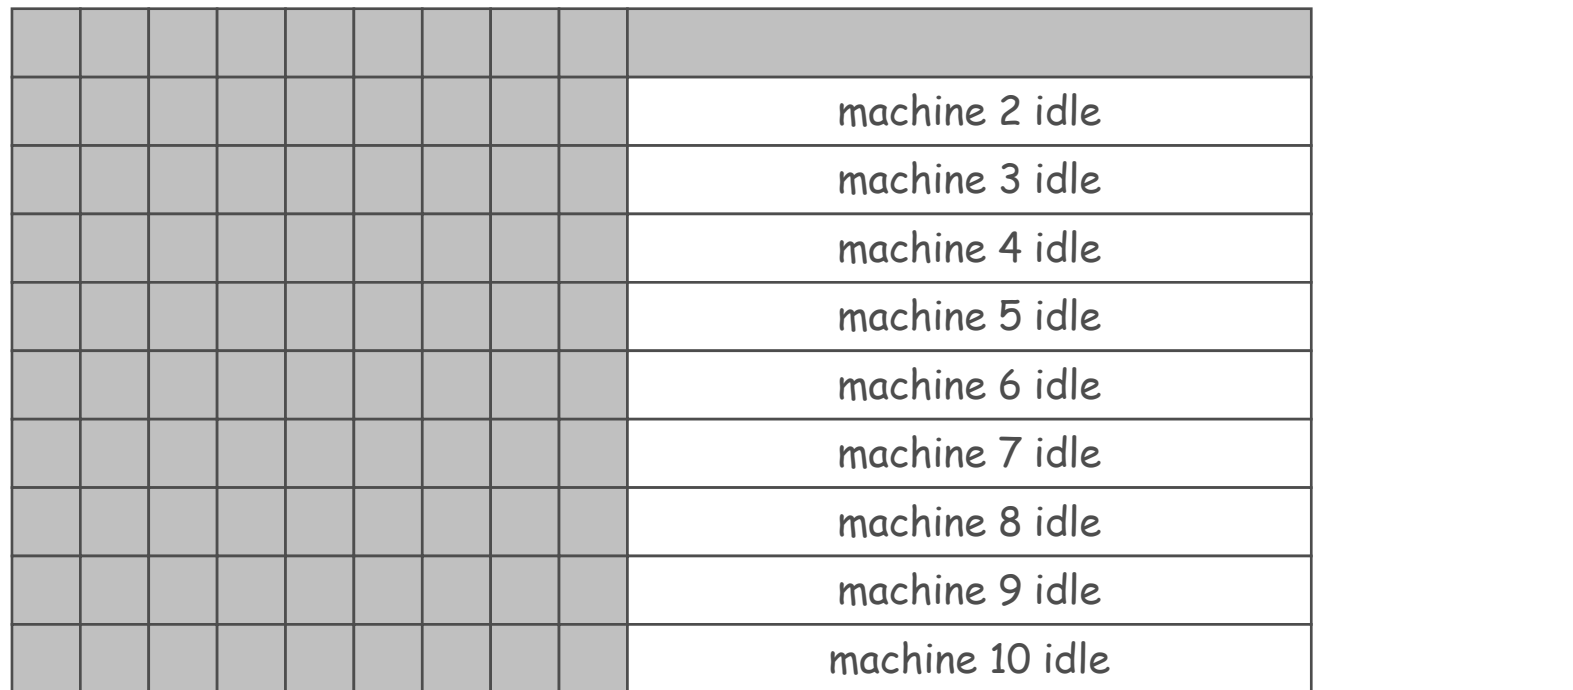 machine 2 idle
machine 3 idle
machine 4 idle
machine 5 idle
machine 6 idle
machine 7 idle
machine 8 idle
machine 9 idle
machine 10 idle